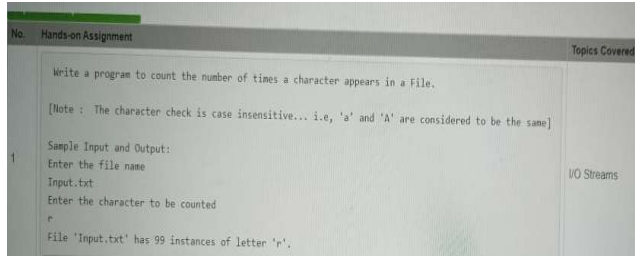 No. Hands-on Assignment Topics Covered
Write a program to count the number of times a character appears in a File.
[Note : The character check is case insensitive... i.e, 'a' and 'A' are considered to be the same]
Sample Input and Output:
Enter the file name
1 Input.txt I/O Streams
Enter the character to be counted
r
File 'Input.txt' has 99 instances of letter 'r'.